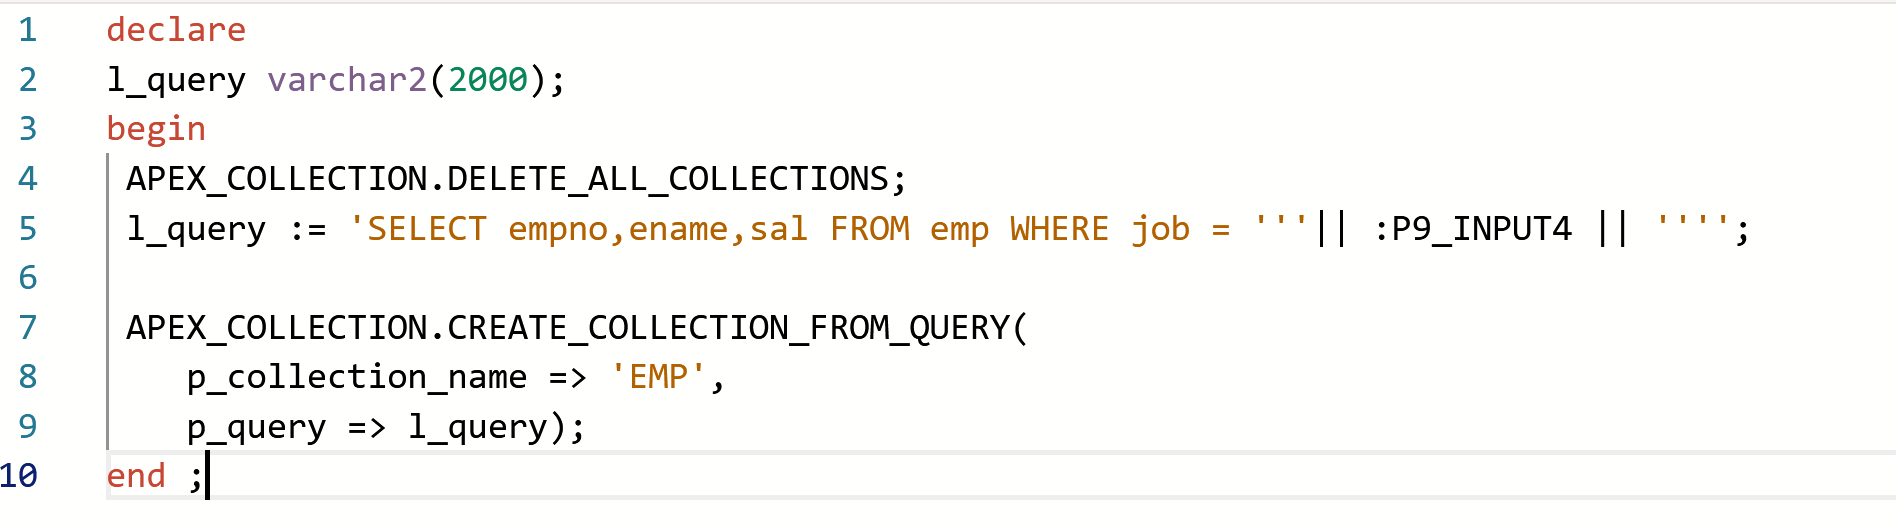 1 declare
2 l_query varchar2(2000);
3 begin
4 APEX_COLLECTION.DELETE_ALL_COLLECTIONS;
5 l_query := 'SELECT empno,ename,sal FROM emp WHERE job = '''|| :P9_INPUT4 || '''';
6
7 APEX_COLLECTION.CREATE_COLLECTION_FROM_QUERY(
8 p_collection_name => 'EMP',
9 p_query => l_query);
10 end ;